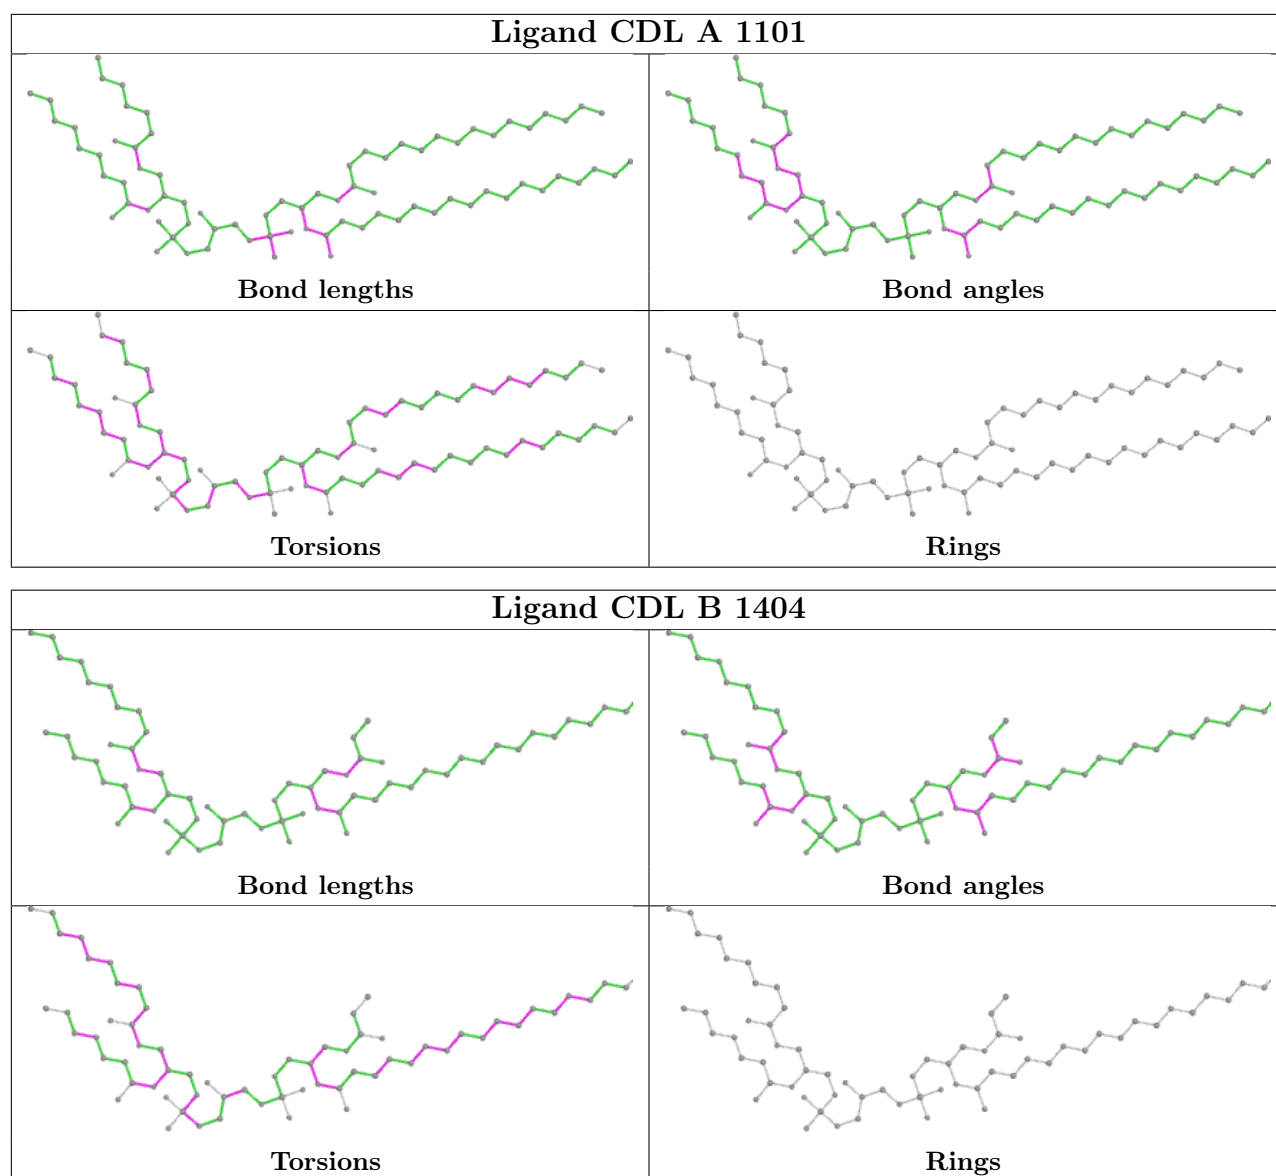 Ligand CDL A 1101
Bond lengths
Bond angles
Torsions
Rings
Ligand CDL B 1404
Bond lengths
Bond angles
Torsions
Rings